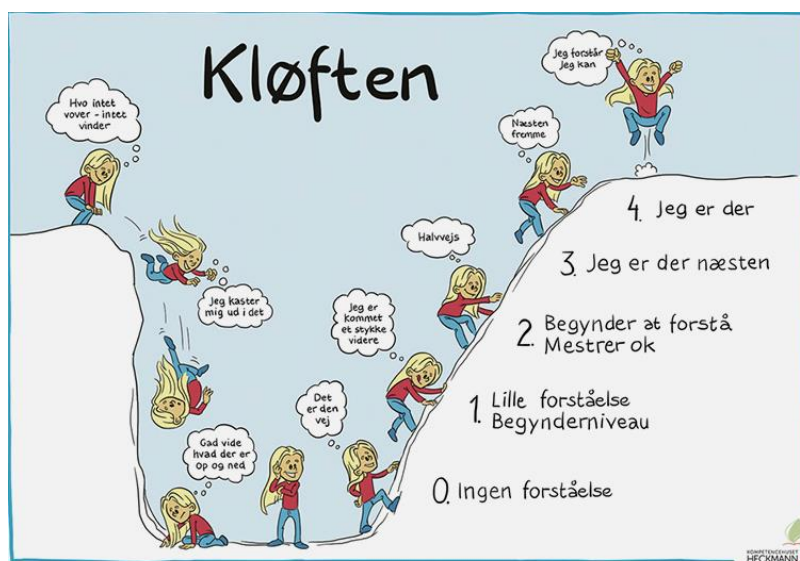 Kløften
Hvo intet
vover - intet
vinder
Jeg kaster
mig ud i det
Gad vide
hvad der er
op og ned
Det
er den
vej
Jeg er
kommet
et stykke
videre
Halvvejs
Næsten
fremme
Jeg forstår
Jeg kan
4. Jeg er der
3. Jeg er der næsten
2. Begynder at forstå
Mestrer ok
1. Lille forståelse
Begynderniveau
0. Ingen forståelse
KOMPETENCEHUSET
HECKMANN